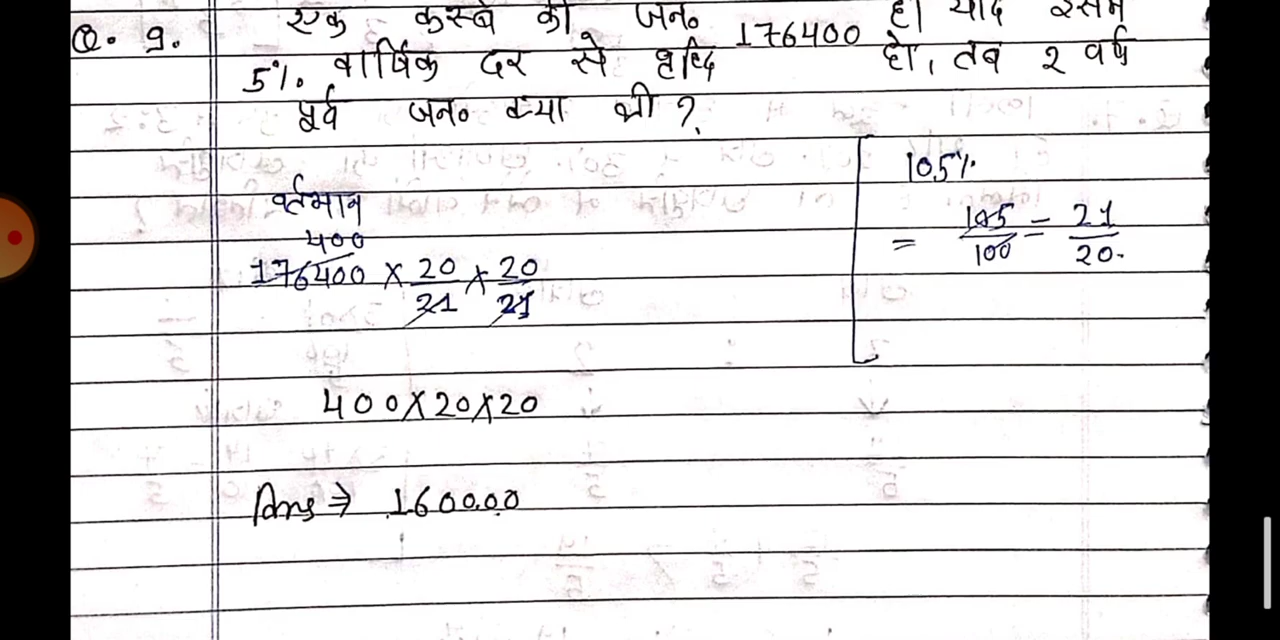 Q. 9. एक कस्बे की जन० 176400 है। यदि इसमें
5%. वार्षिक दर से वृद्धि हो, तब 2 वर्ष
पूर्व जन० क्या थी ?
वर्तमान
400
176400 × 20/21 × 20/21
400×20×20
Ans ⇒ 160000
105%
= 105/100 = 21/20.